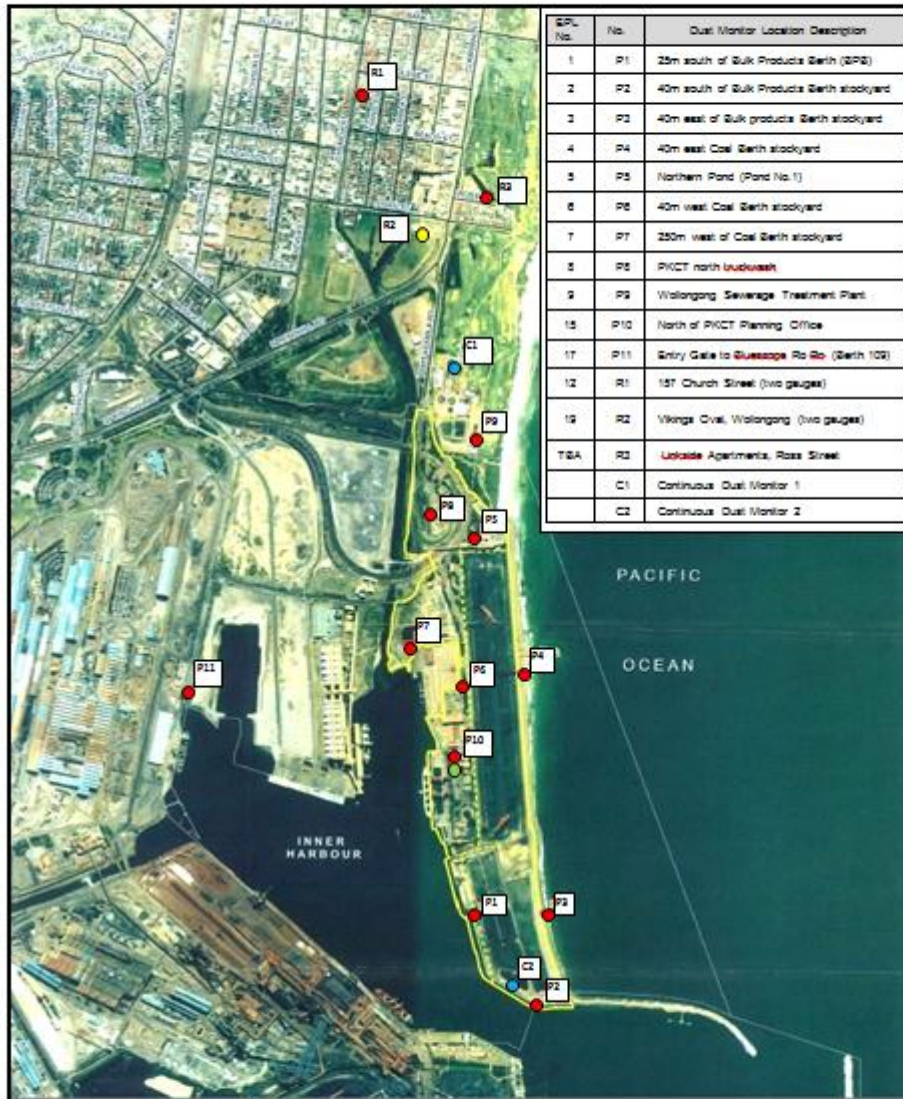 EPL No. No. Dust Monitor Location Description
1 P1 25m south of Bulk Products Berth (BPB)
2 P2 40m south of Bulk Products Berth stockyard
3 P3 40m east of Bulk products Berth stockyard
4 P4 40m east Coal Berth stockyard
5 P5 Northern Pond (Pond No.1)
6 P6 40m west Coal Berth stockyard
7 P7 250m west of Coal Berth stockyard
8 P8 PKCT north truckwash
9 P9 Wollongong Sewerage Treatment Plant
15 P10 North of PKCT Planning Office
17 P11 Entry Gate to Bluescope Ro Ro (Berth 109)
12 R1 157 Church Street (two gauges)
19 R2 Vikings Oval, Wollongong (two gauges)
TBA R3 Linkside Apartments, Ross Street
C1 Continuous Dust Monitor 1
C2 Continuous Dust Monitor 2
R1
R3
R2
C1
P9
P8
P5
PACIFIC
OCEAN
P7
P4
P6
P11
P10
INNER
HARBOUR
P1
P3
C2
P2